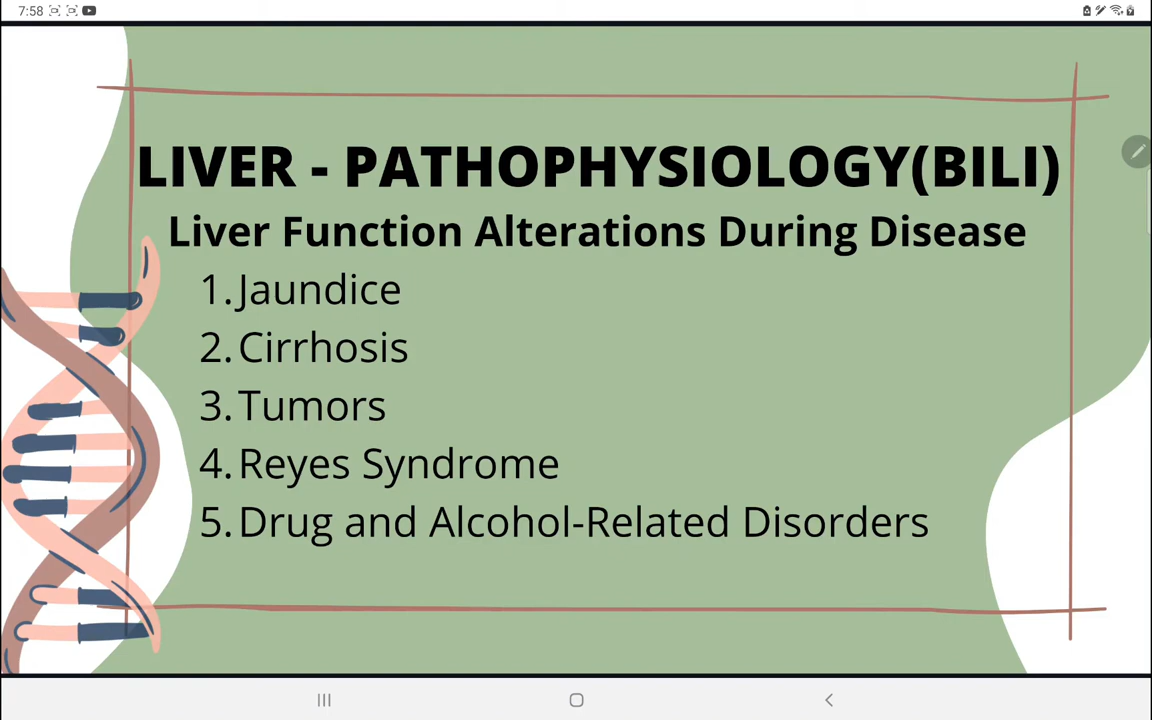 7:58
LIVER - PATHOPHYSIOLOGY(BILI)
Liver Function Alterations During Disease
1. Jaundice
2. Cirrhosis
3. Tumors
4. Reyes Syndrome
5. Drug and Alcohol-Related Disorders